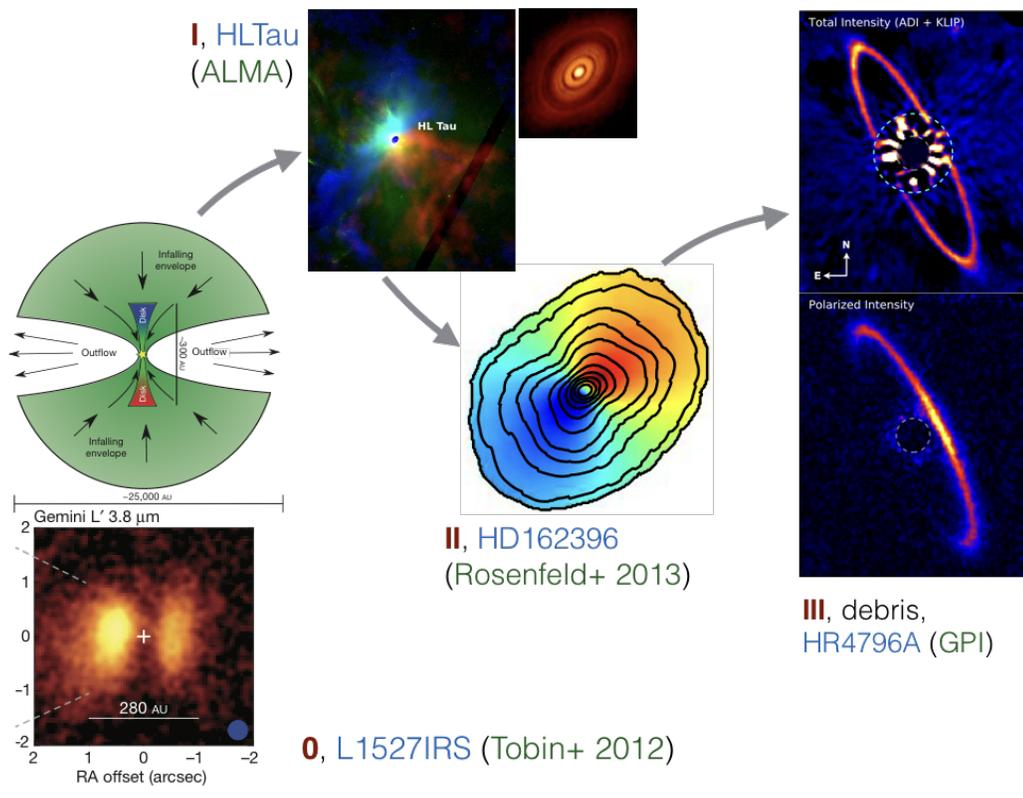 I, HLTau
(ALMA)
HL Tau
Total Intensity (ADI + KLIP)
N
E
Polarized Intensity
Infalling
envelope
Disk
Outflow
Outflow
~300 AU
Disk
Infalling
envelope
~25,000 AU
Gemini L′ 3.8 μm
2
1
0
–1
–2
280 AU
2 1 0 –1 –2
RA offset (arcsec)
II, HD162396
(Rosenfeld+ 2013)
III, debris,
HR4796A (GPI)
0, L1527IRS (Tobin+ 2012)